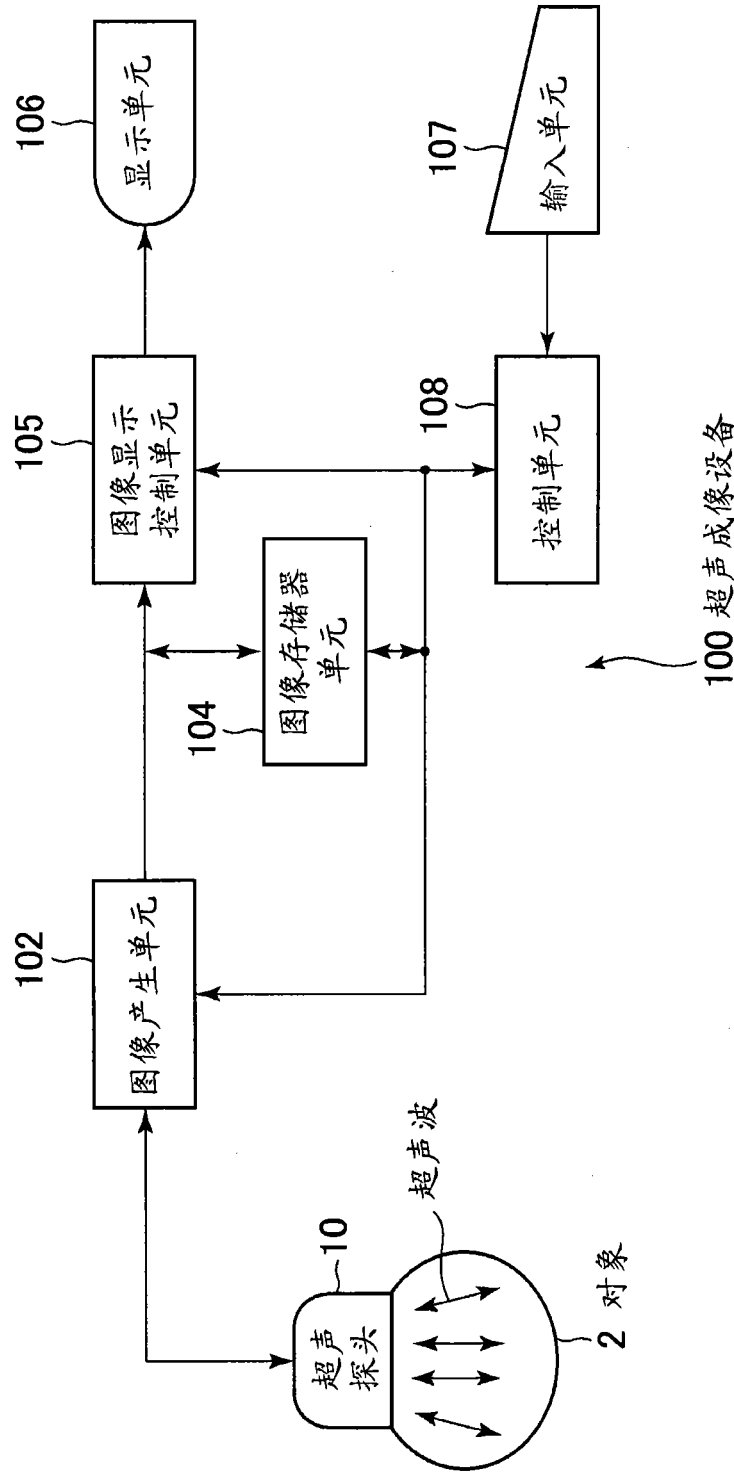 102
图像产生单元
105
图像显示
控制单元
106
显示单元
104
图像存储器
单元
10
超声
探头
超声波
2 对象
108
控制单元
107
输入单元
100 超声成像设备